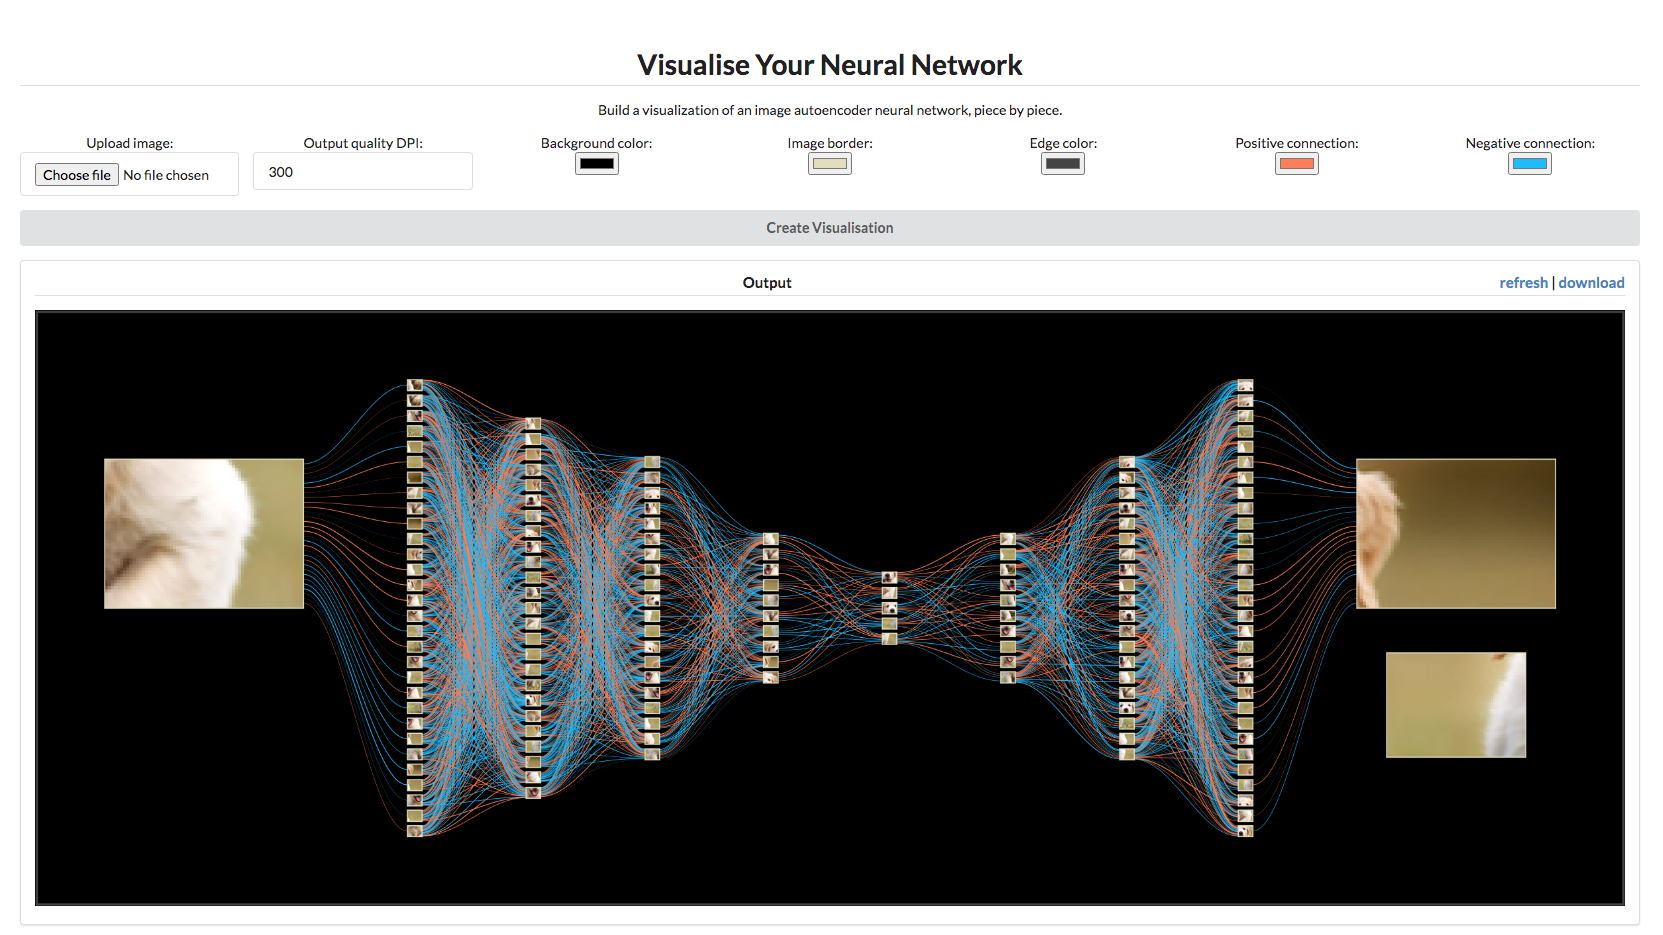 Visualise Your Neural Network
Build a visualization of an image autoencoder neural network, piece by piece.
Upload image:
Choose file No file chosen
Output quality DPI:
300
Background color:
Image border:
Edge color:
Positive connection:
Negative connection:
Create Visualisation
Output
refresh | download